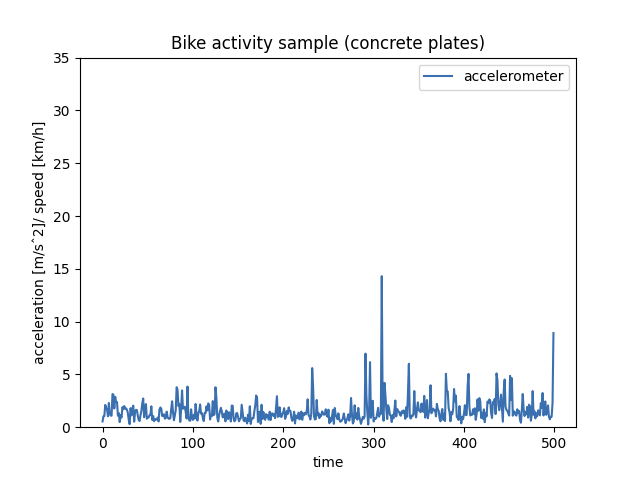 Bike activity sample (concrete plates)
accelerometer
35
30
25
20
15
10
5
0
acceleration [m/sˆ2]/ speed [km/h]
0 100 200 300 400 500
time